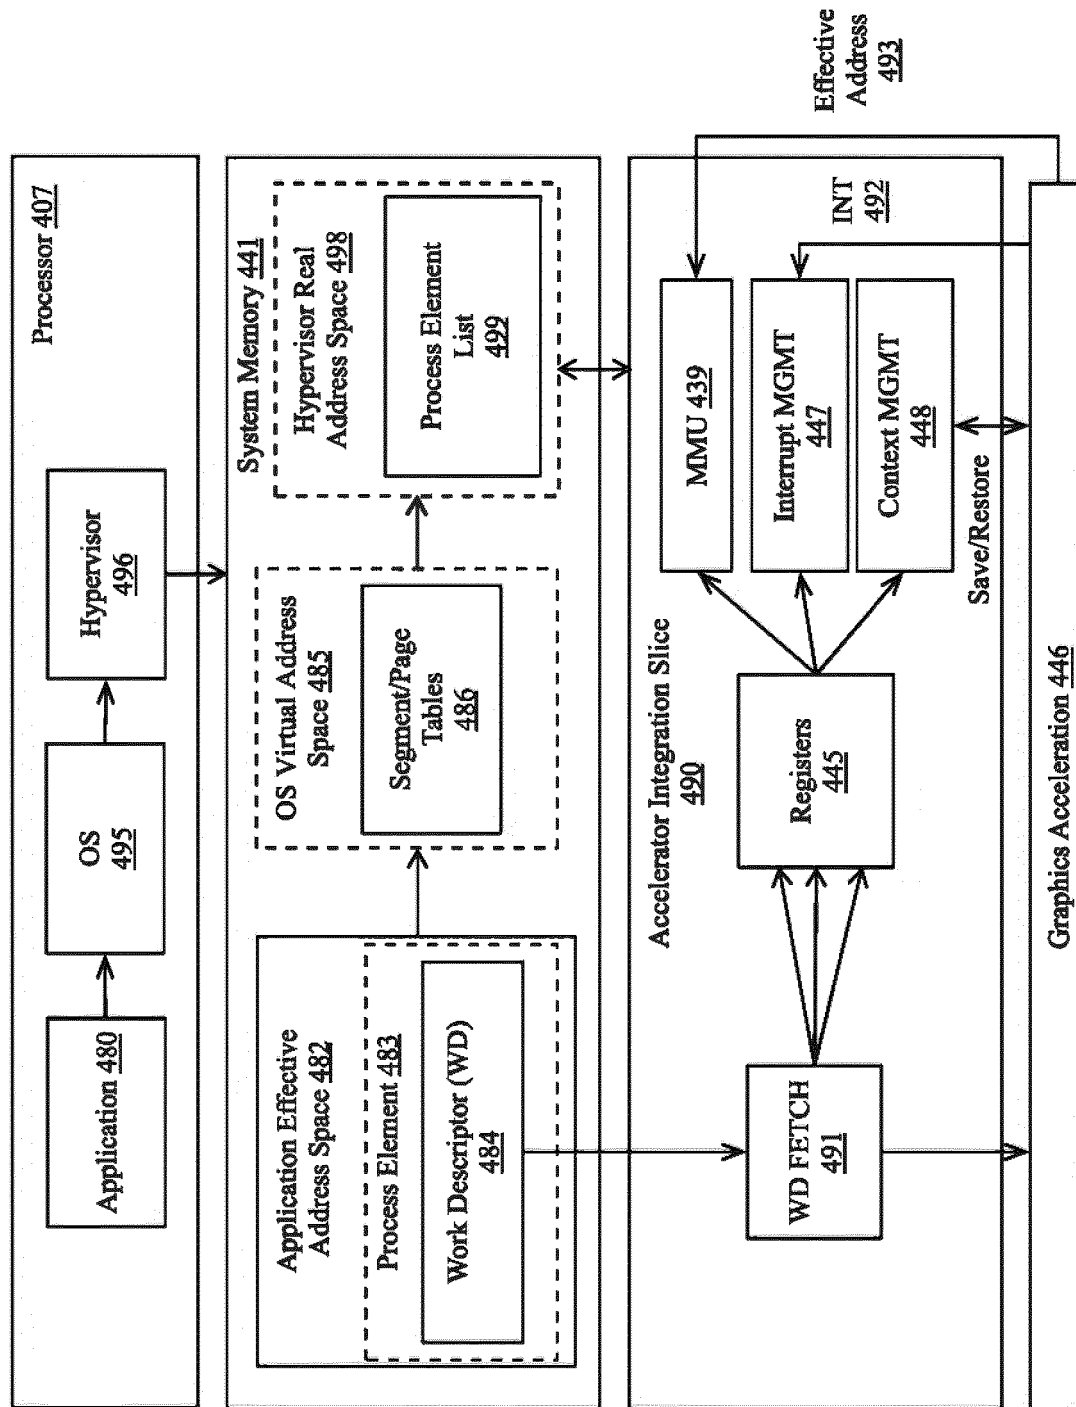 Processor 407
Application 480
OS
495
Hypervisor
496
System Memory 441
Application Effective
Address Space 482
Process Element 483
Work Descriptor (WD)
484
OS Virtual Address
Space 485
Segment/Page
Tables
486
Hypervisor Real
Address Space 498
Process Element
List
499
Accelerator Integration Slice
490
WD FETCH
491
Registers
445
MMU 439
Interrupt MGMT
447
Context MGMT
448
INT
492
Effective
Address
493
Save/Restore
Graphics Acceleration 446